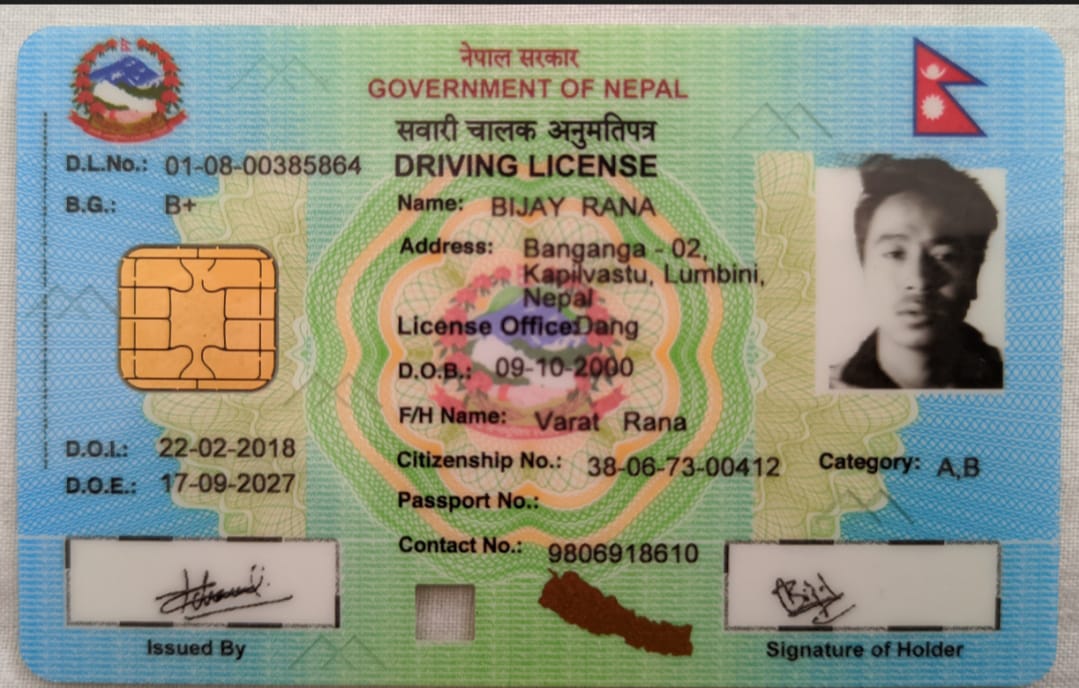 नेपाल सरकार
GOVERNMENT OF NEPAL
सवारी चालक अनुमतिपत्र
DRIVING LICENSE
D.L.No.: 01-08-00385864
B.G.: B+
Name: BIJAY RANA
Address: Banganga - 02,
Kapilvastu, Lumbini,
Nepal
License Office: Dang
D.O.B.: 09-10-2000
F/H Name: Varat Rana
D.O.I.: 22-02-2018
Citizenship No.: 38-06-73-00412
Category: A,B
D.O.E.: 17-09-2027
Passport No.:
Contact No.: 9806918610
Issued By
Signature of Holder